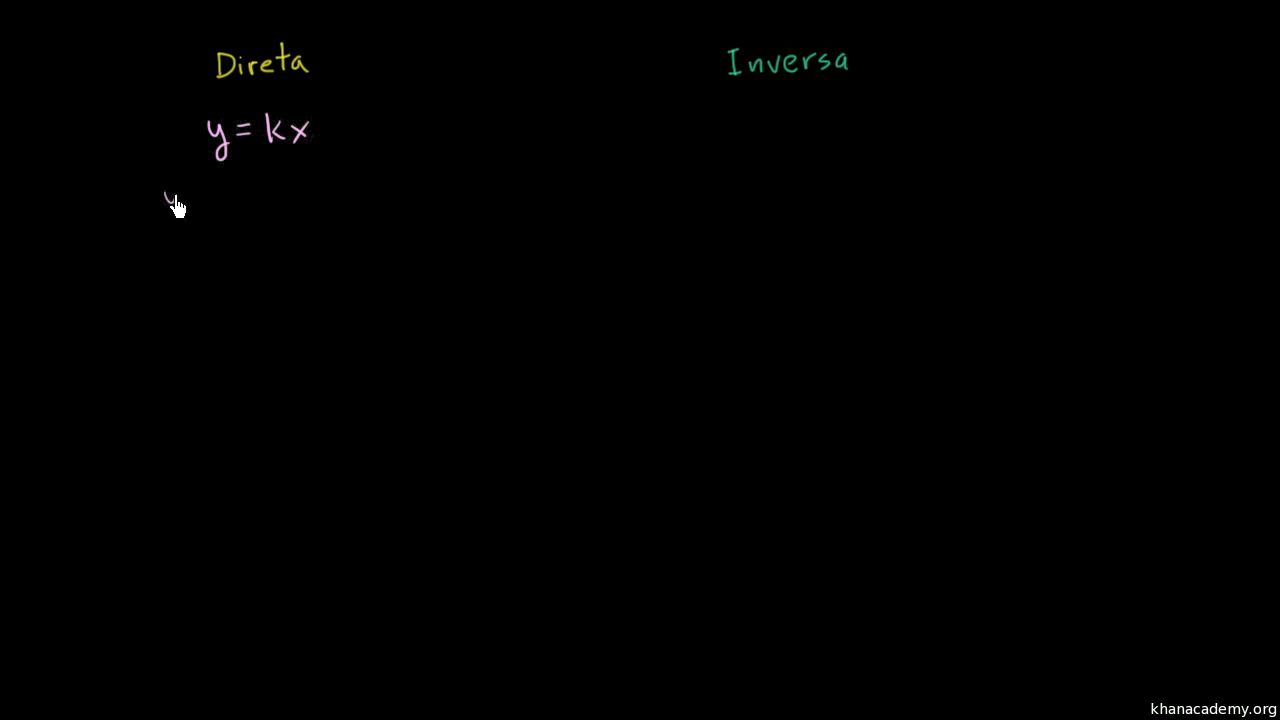 Direta
Inversa
y = kx
khanacademy.org